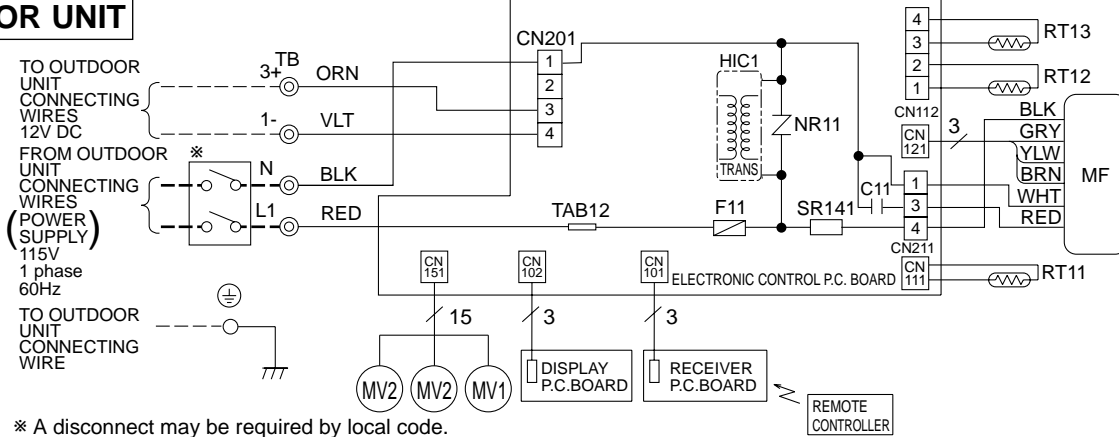 OR UNIT
TO OUTDOOR
UNIT
CONNECTING
WIRES
12V DC
3+
TB
ORN
1-
VLT
FROM OUTDOOR
UNIT
CONNECTING
WIRES
(POWER
SUPPLY)
115V
1 phase
60Hz
※
N
BLK
L1
RED
TO OUTDOOR
UNIT
CONNECTING
WIRE
CN201
1
2
3
4
HIC1
TRANS
NR11
TAB12
F11
SR141
C11
4
3
2
1
CN112
RT13
RT12
CN
121
3
BLK
GRY
YLW
BRN
WHT
RED
MF
1
3
4
CN211
CN
111
RT11
ELECTRONIC CONTROL P.C. BOARD
CN
151
15
MV2
MV2
MV1
CN
102
3
DISPLAY
P.C.BOARD
CN
101
3
RECEIVER
P.C.BOARD
REMOTE
CONTROLLER
※ A disconnect may be required by local code.